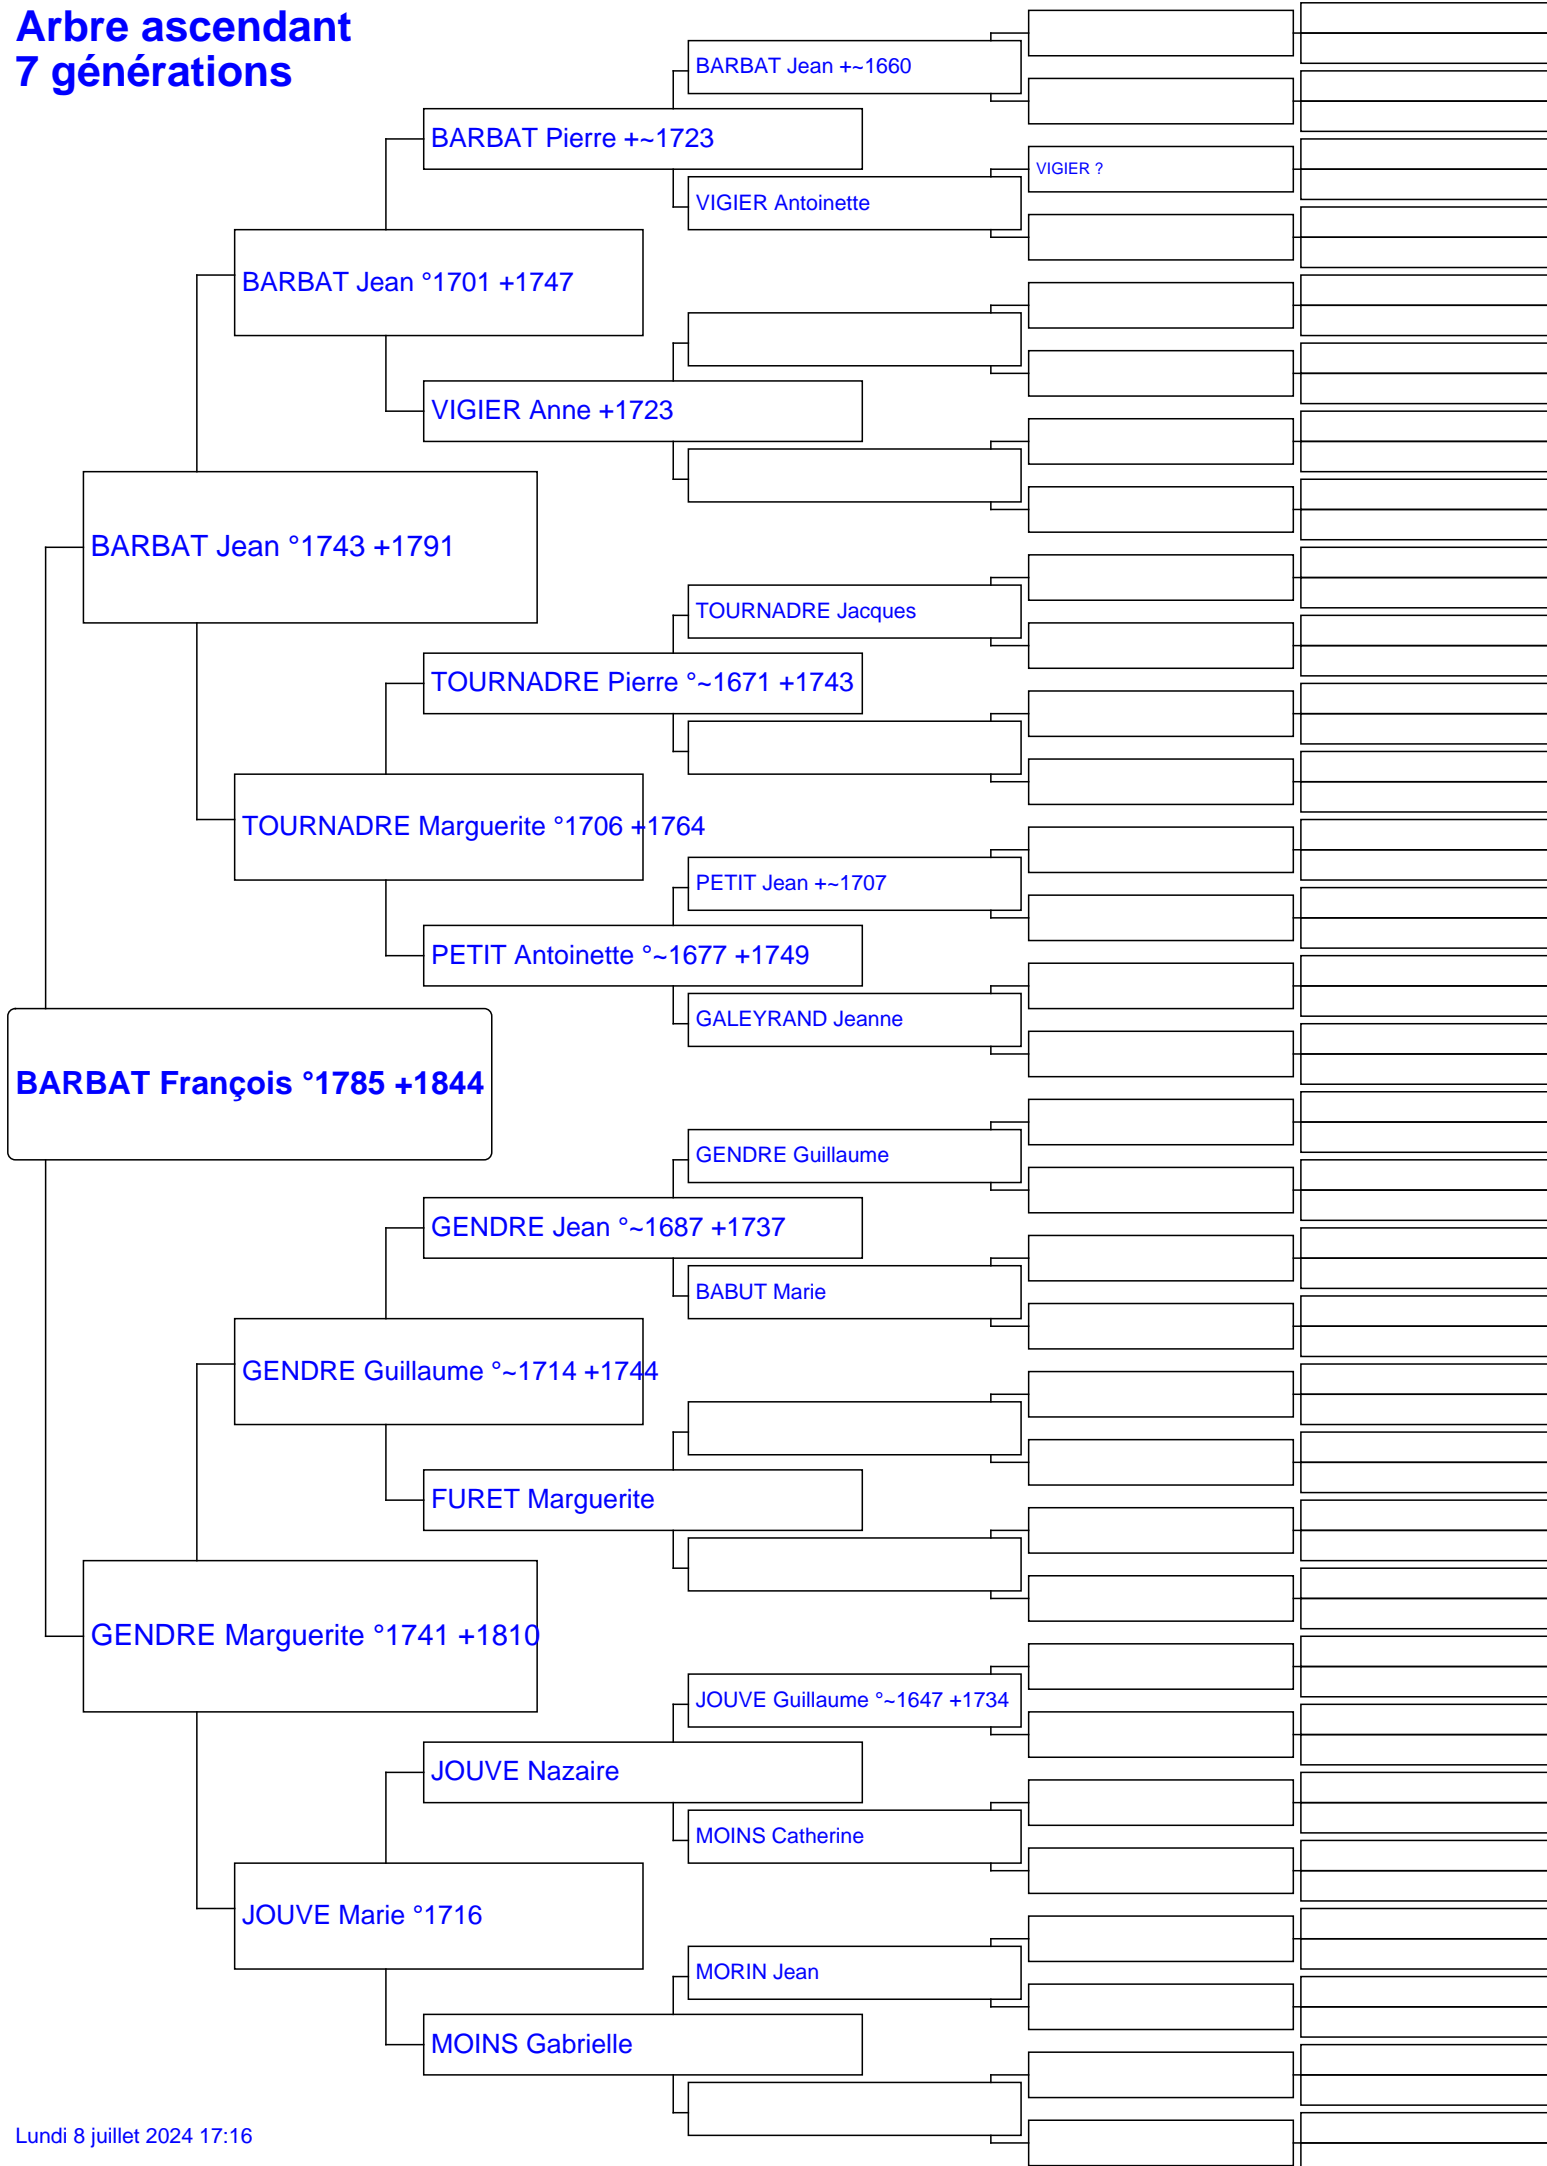 Arbre ascendant
7 générations
BARBAT Jean +~1660
BARBAT Pierre +~1723
VIGIER ?
VIGIER Antoinette
BARBAT Jean °1701 +1747
VIGIER Anne +1723
BARBAT Jean °1743 +1791
TOURNADRE Jacques
TOURNADRE Pierre °~1671 +1743
TOURNADRE Marguerite °1706 +1764
PETIT Jean +~1707
PETIT Antoinette °~1677 +1749
GALEYRAND Jeanne
BARBAT François °1785 +1844
GENDRE Guillaume
GENDRE Jean °~1687 +1737
BABUT Marie
GENDRE Guillaume °~1714 +1744
FURET Marguerite
GENDRE Marguerite °1741 +1810
JOUVE Guillaume °~1647 +1734
JOUVE Nazaire
MOINS Catherine
JOUVE Marie °1716
MORIN Jean
MOINS Gabrielle
Lundi 8 juillet 2024 17:16